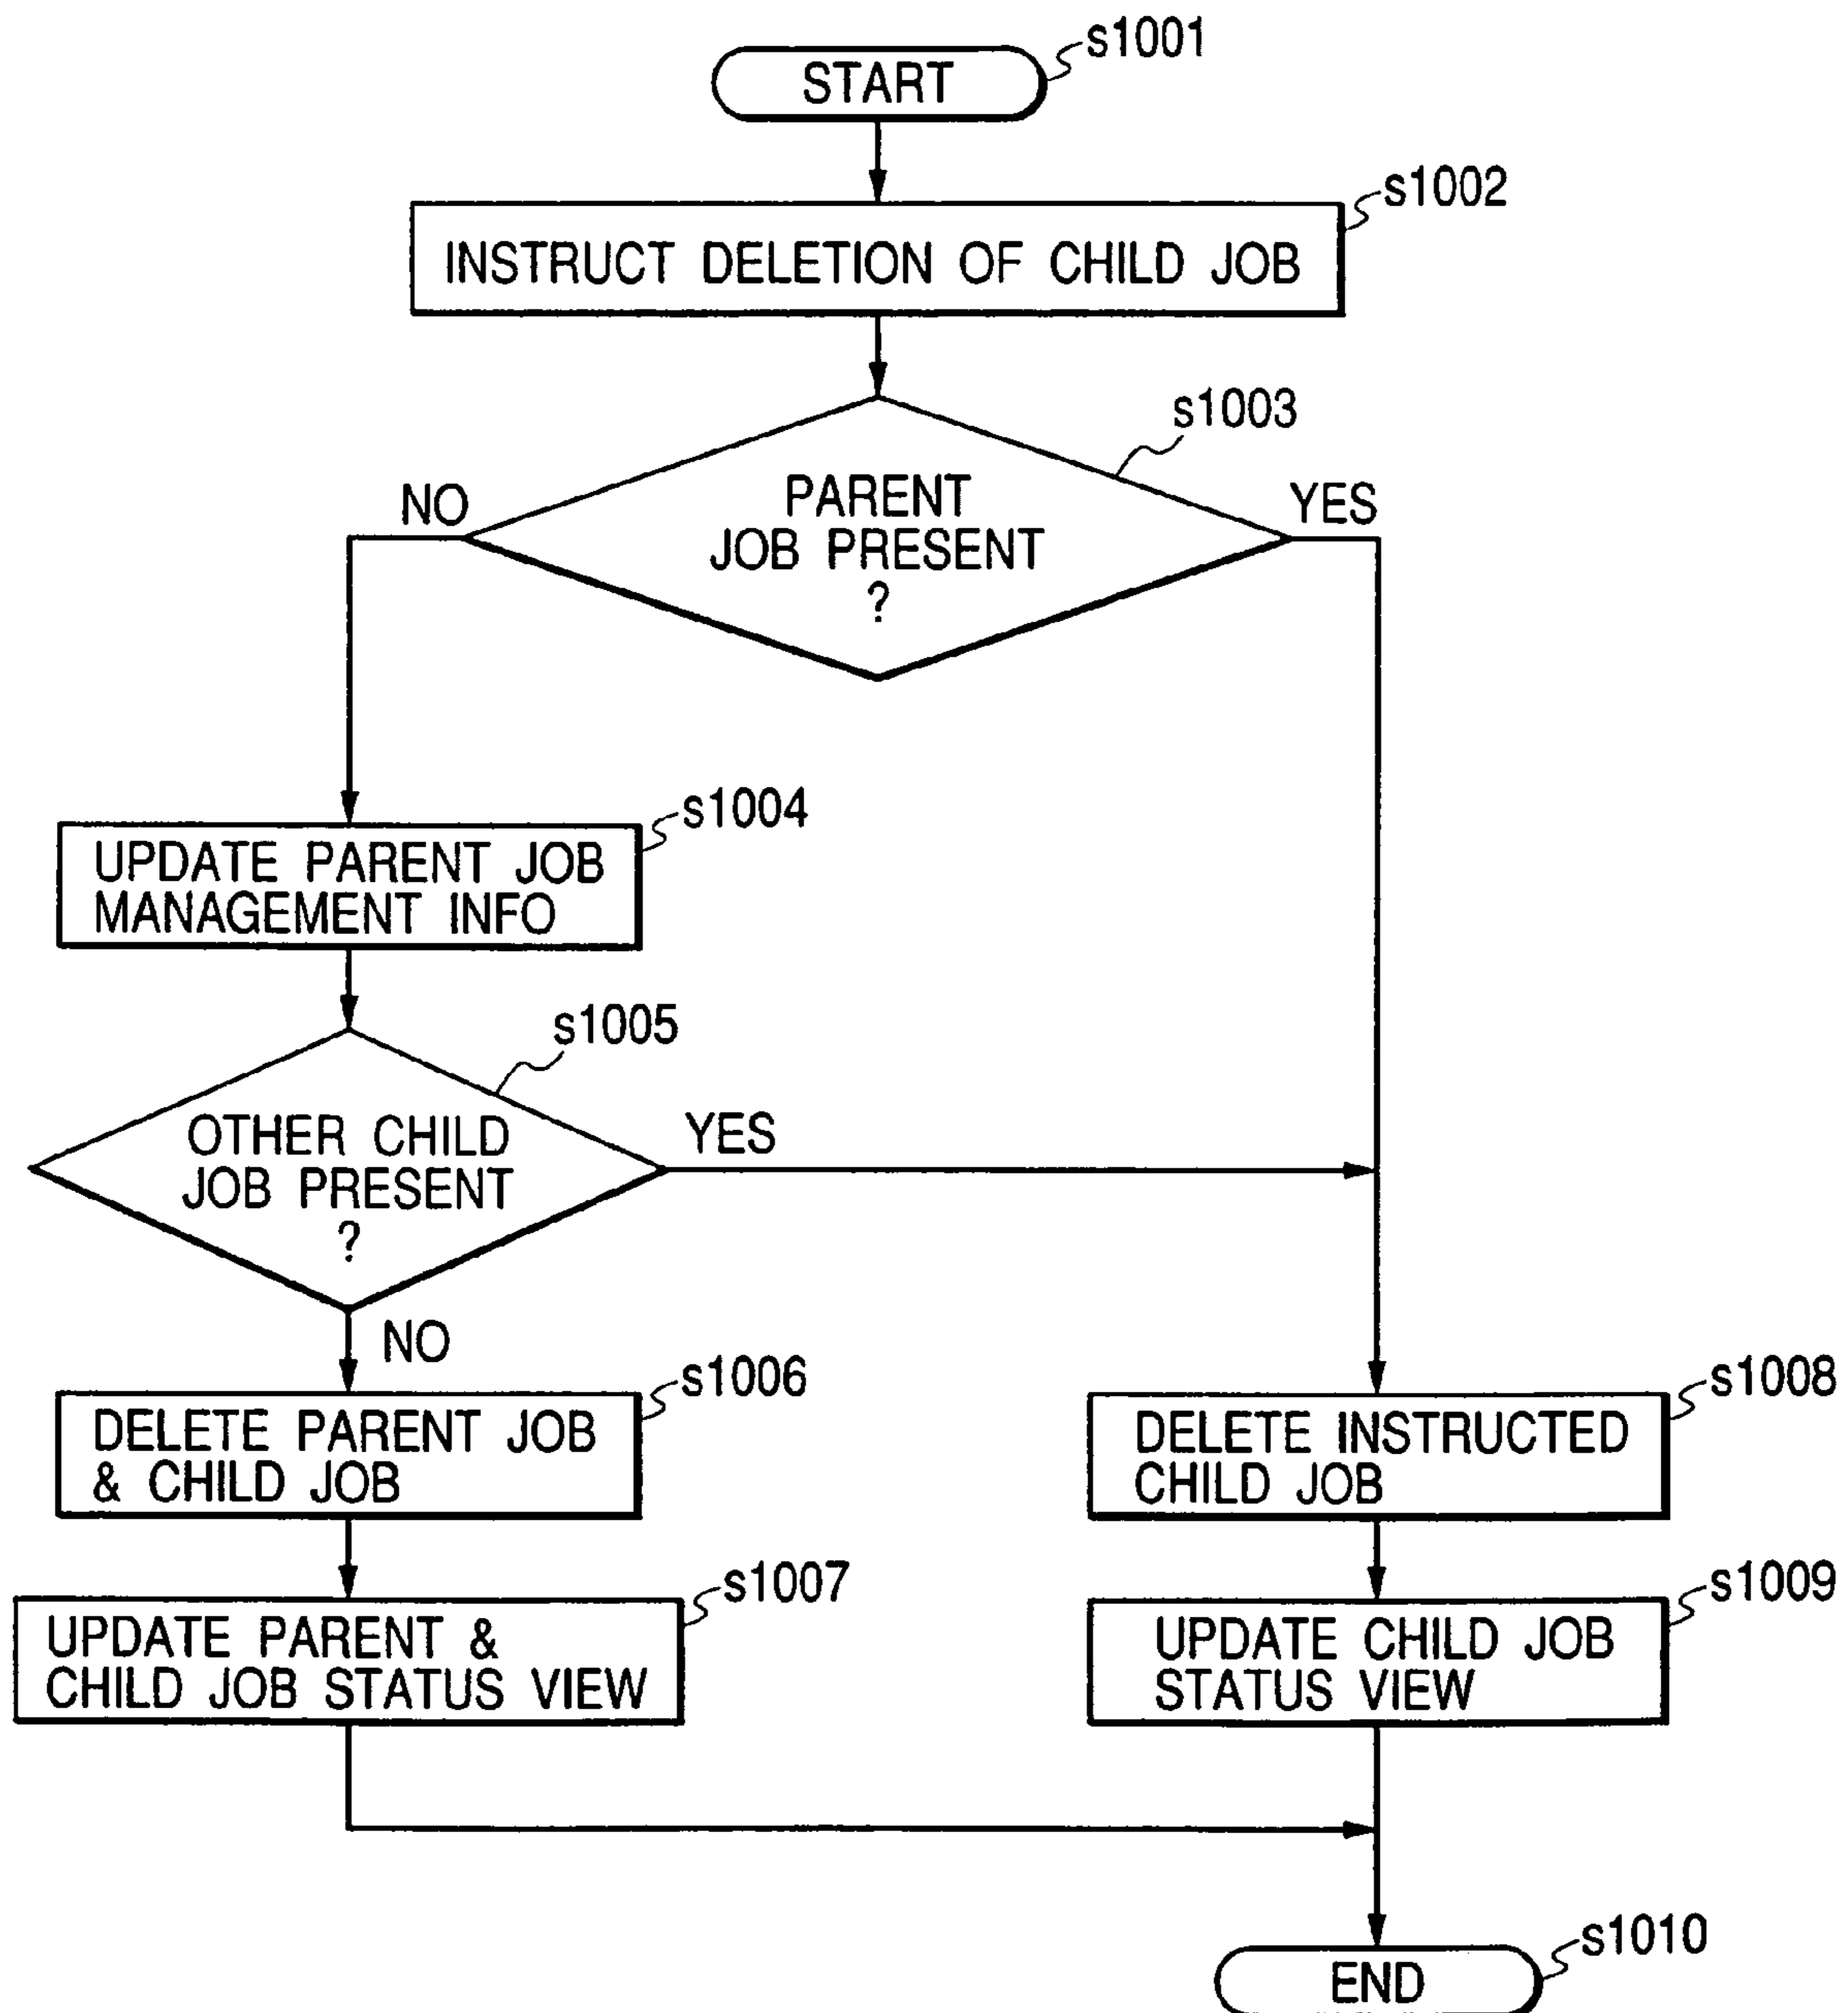 START
s1001
INSTRUCT DELETION OF CHILD JOB
s1002
PARENT
JOB PRESENT
?
s1003
NO
YES
UPDATE PARENT JOB
MANAGEMENT INFO
s1004
OTHER CHILD
JOB PRESENT
?
s1005
YES
NO
DELETE PARENT JOB
& CHILD JOB
s1006
UPDATE PARENT &
CHILD JOB STATUS VIEW
s1007
DELETE INSTRUCTED
CHILD JOB
s1008
UPDATE CHILD JOB
STATUS VIEW
s1009
END
s1010